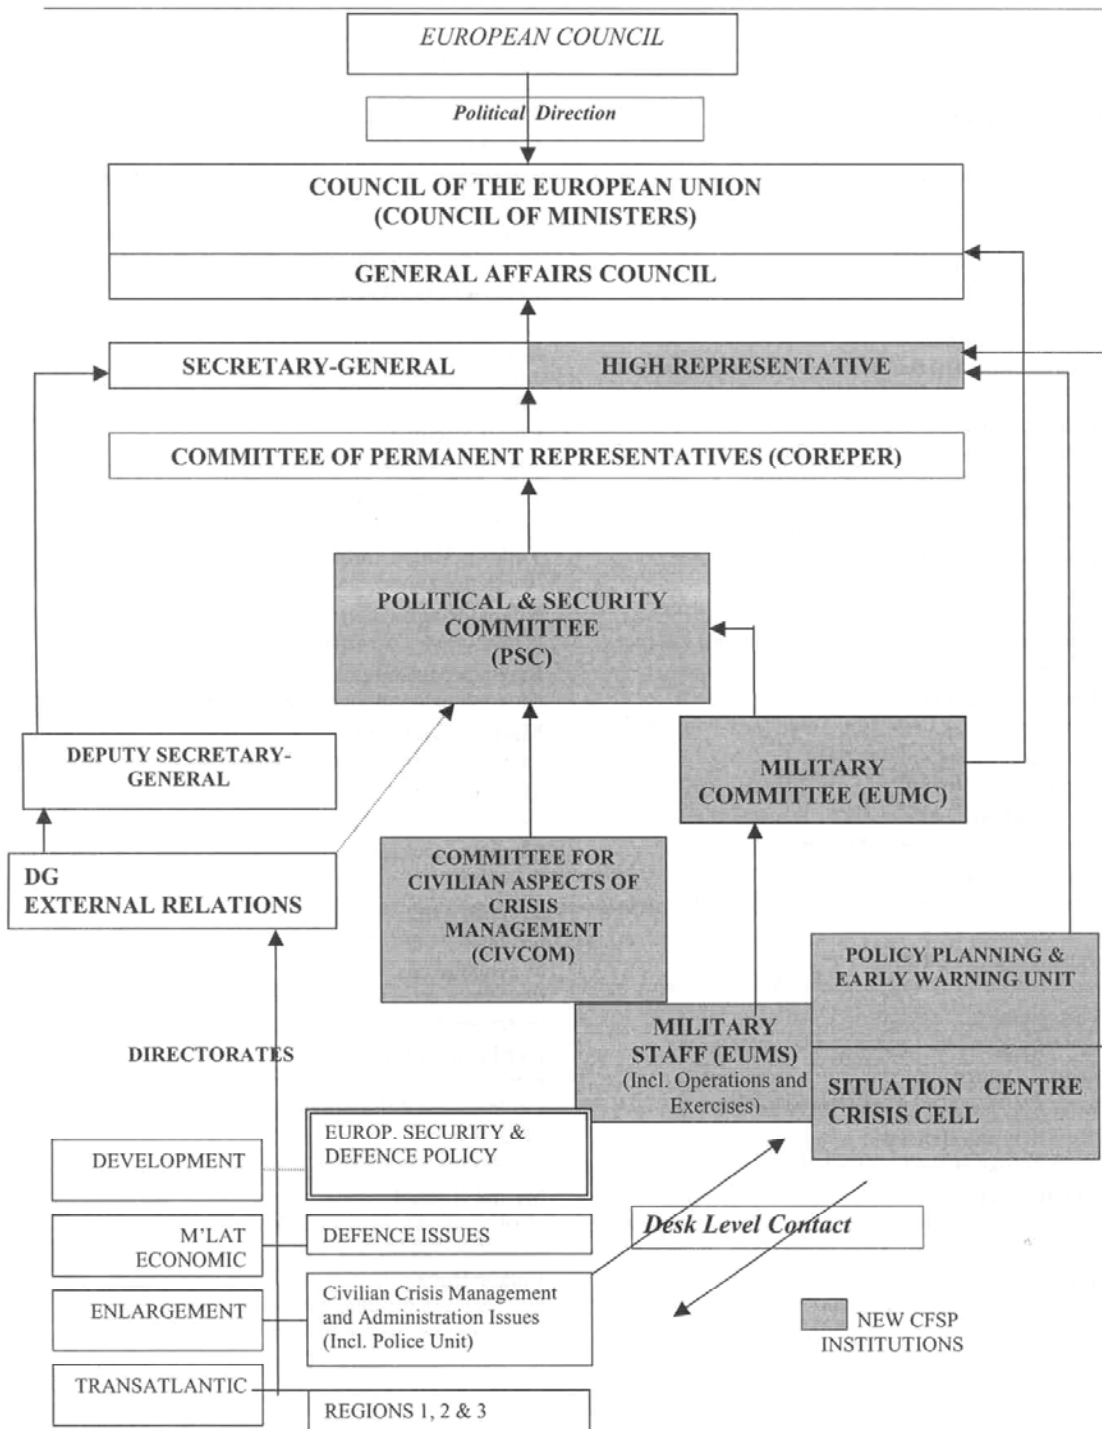 EUROPEAN COUNCIL
Political Direction
COUNCIL OF THE EUROPEAN UNION
(COUNCIL OF MINISTERS)
GENERAL AFFAIRS COUNCIL
SECRETARY-GENERAL
HIGH REPRESENTATIVE
COMMITTEE OF PERMANENT REPRESENTATIVES (COREPER)
POLITICAL & SECURITY
COMMITTEE
(PSC)
DEPUTY SECRETARY-
GENERAL
MILITARY
COMMITTEE (EUMC)
DG
EXTERNAL RELATIONS
COMMITTEE FOR
CIVILIAN ASPECTS OF
CRISIS
MANAGEMENT
(CIVCOM)
POLICY PLANNING &
EARLY WARNING UNIT
MILITARY
STAFF (EUMS)
(Incl. Operations and
Exercises)
SITUATION CENTRE
CRISIS CELL
DIRECTORATES
DEVELOPMENT
EUROP. SECURITY &
DEFENCE POLICY
M'LAT
ECONOMIC
DEFENCE ISSUES
Desk Level Contact
ENLARGEMENT
Civilian Crisis Management
and Administration Issues
(Incl. Police Unit)
NEW CFSP
INSTITUTIONS
TRANSATLANTIC
REGIONS 1, 2 & 3